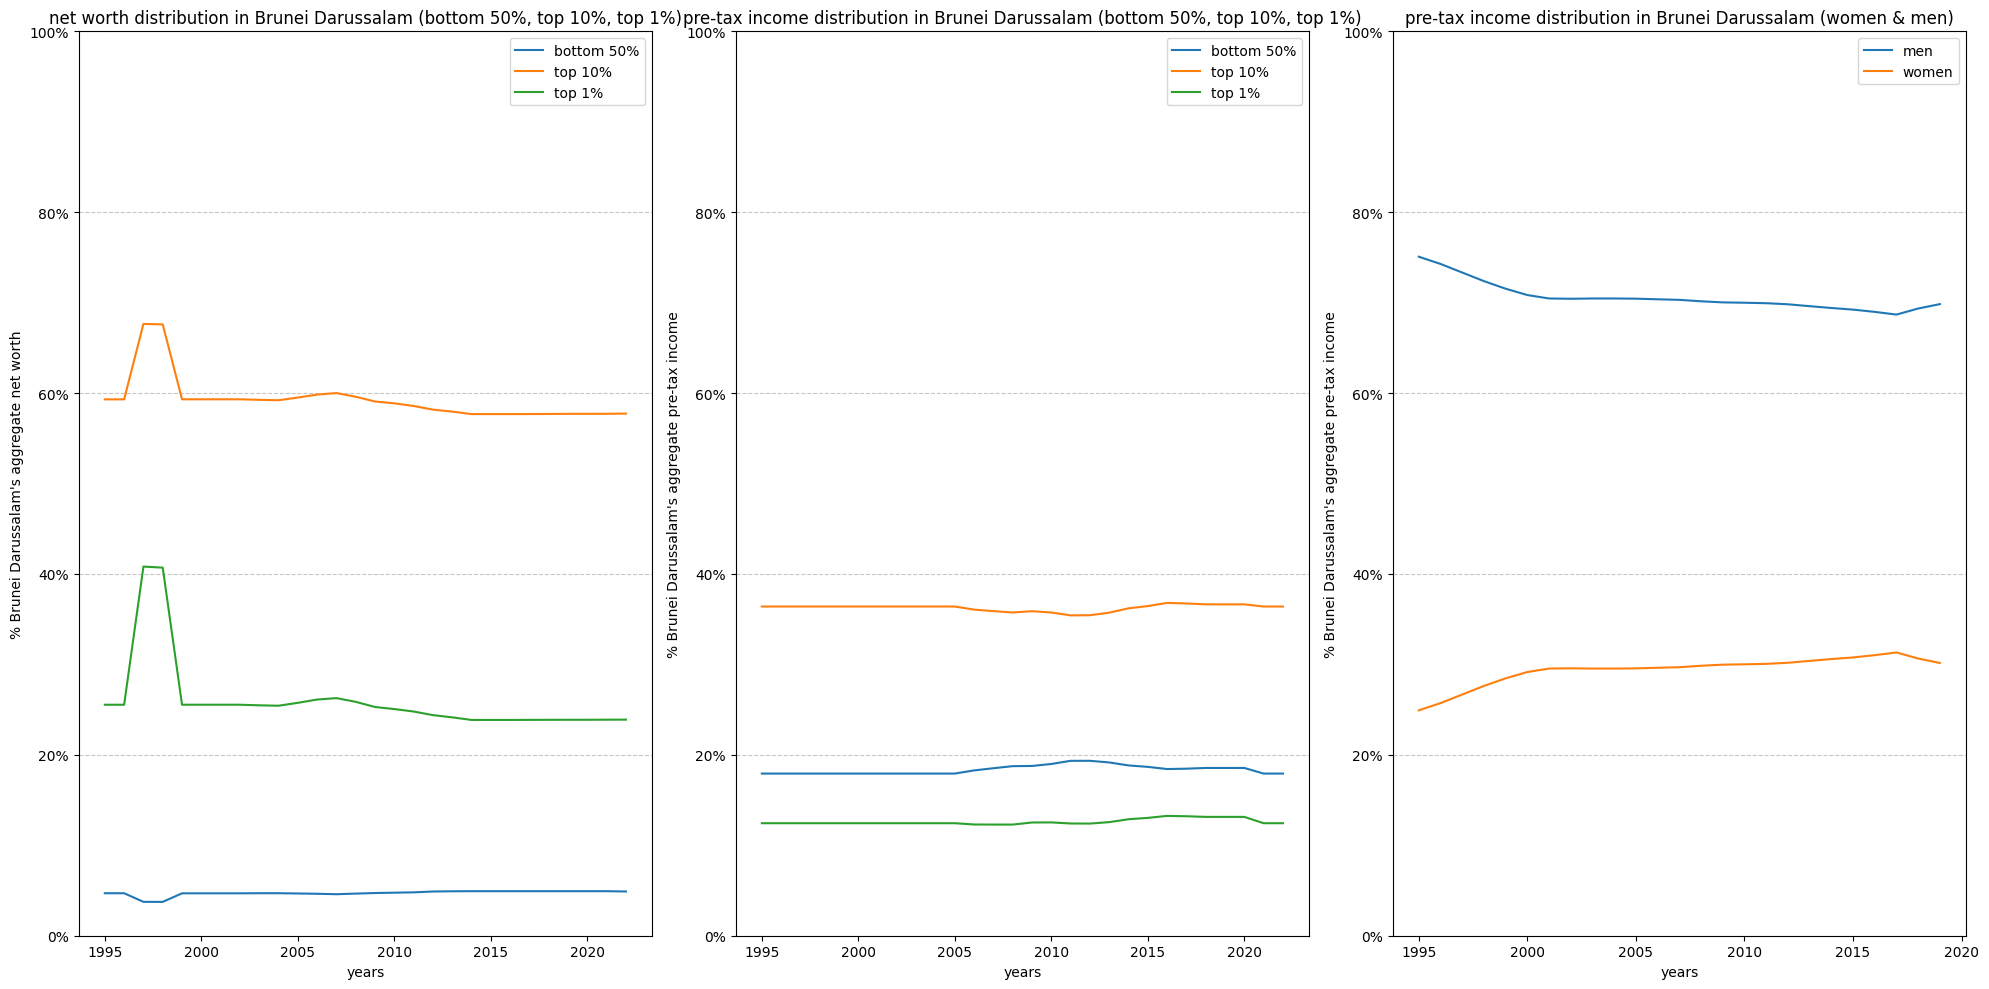 net worth distribution in Brunei Darussalam (bottom 50%, top 10%, top 1%)
100%
80%
60%
40%
20%
0%
% Brunei Darussalam's aggregate net worth
bottom 50%
top 10%
top 1%
1995
2000
2005
2010
2015
2020
years
pre-tax income distribution in Brunei Darussalam (bottom 50%, top 10%, top 1%)
100%
80%
60%
40%
20%
0%
% Brunei Darussalam's aggregate pre-tax income
bottom 50%
top 10%
top 1%
1995
2000
2005
2010
2015
2020
years
pre-tax income distribution in Brunei Darussalam (women & men)
100%
80%
60%
40%
20%
0%
% Brunei Darussalam's aggregate pre-tax income
men
women
1995
2000
2005
2010
2015
2020
years